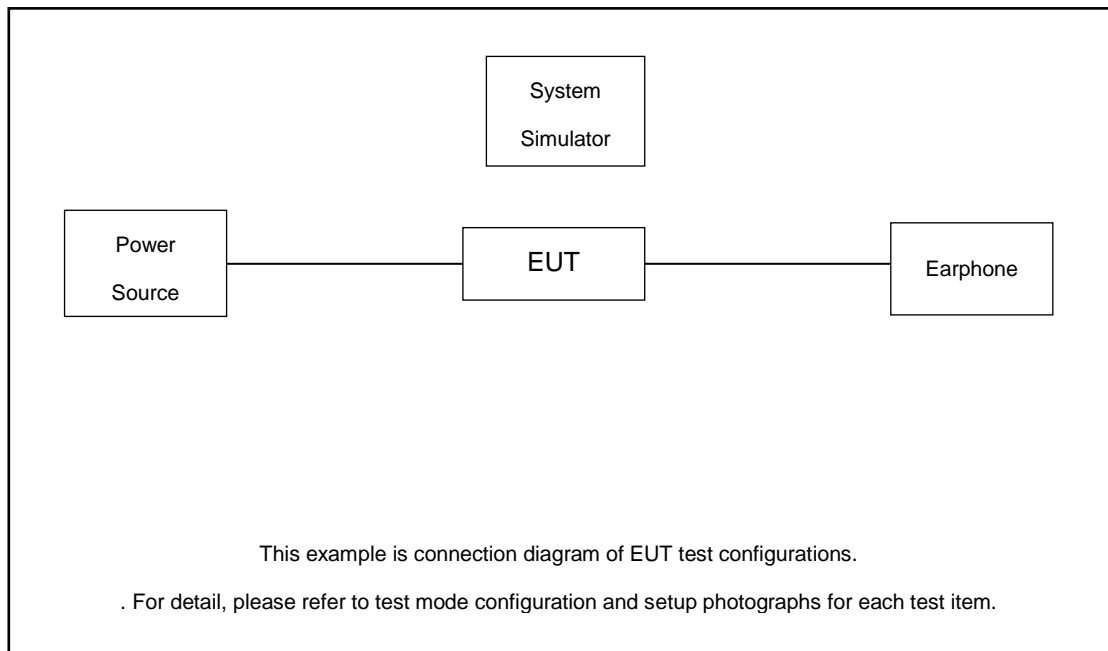 System
Simulator
Power
Source
EUT
Earphone
This example is connection diagram of EUT test configurations.
. For detail, please refer to test mode configuration and setup photographs for each test item.